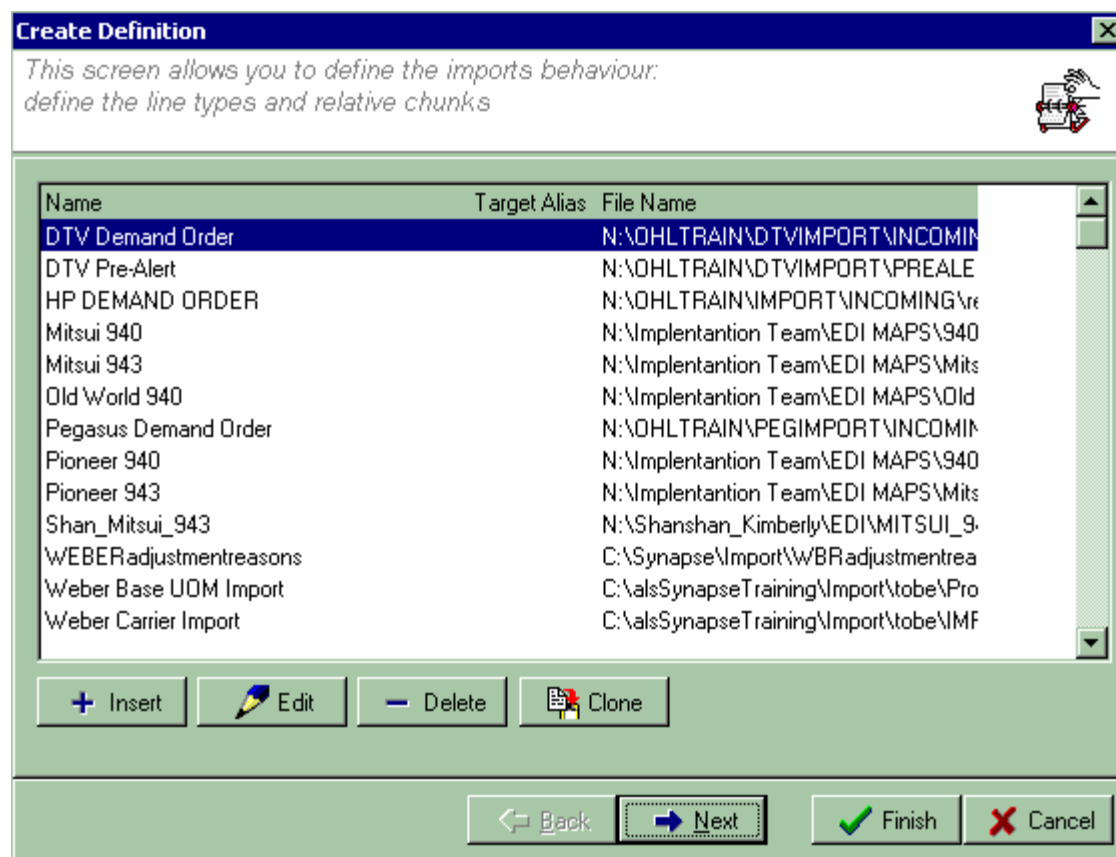 Create Definition
This screen allows you to define the imports behaviour:
define the line types and relative chunks
Name Target Alias File Name
DTV Demand Order N:\OHLTRAIN\DTVIMPORT\INCOMIN
DTV Pre-Alert N:\OHLTRAIN\DTVIMPORT\PREALE
HP DEMAND ORDER N:\OHLTRAIN\IMPORT\INCOMING\re
Mitsui 940 N:\Implentantion Team\EDI MAPS\940
Mitsui 943 N:\Implentantion Team\EDI MAPS\Mits
Old World 940 N:\Implentantion Team\EDI MAPS\Old
Pegasus Demand Order N:\OHLTRAIN\PEGIMPORT\INCOMIN
Pioneer 940 N:\Implentantion Team\EDI MAPS\940
Pioneer 943 N:\Implentantion Team\EDI MAPS\Mits
Shan_Mitsui_943 N:\Shanshan_Kimberly\EDI\MITSUI_94
WEBERadjustmentreasons C:\Synapse\Import\WBRadjustmentrea
Weber Base UOM Import C:\alsSynapseTraining\Import\tobe\Pro
Weber Carrier Import C:\alsSynapseTraining\Import\tobe\IMF
Insert Edit Delete Clone
Back Next Finish Cancel